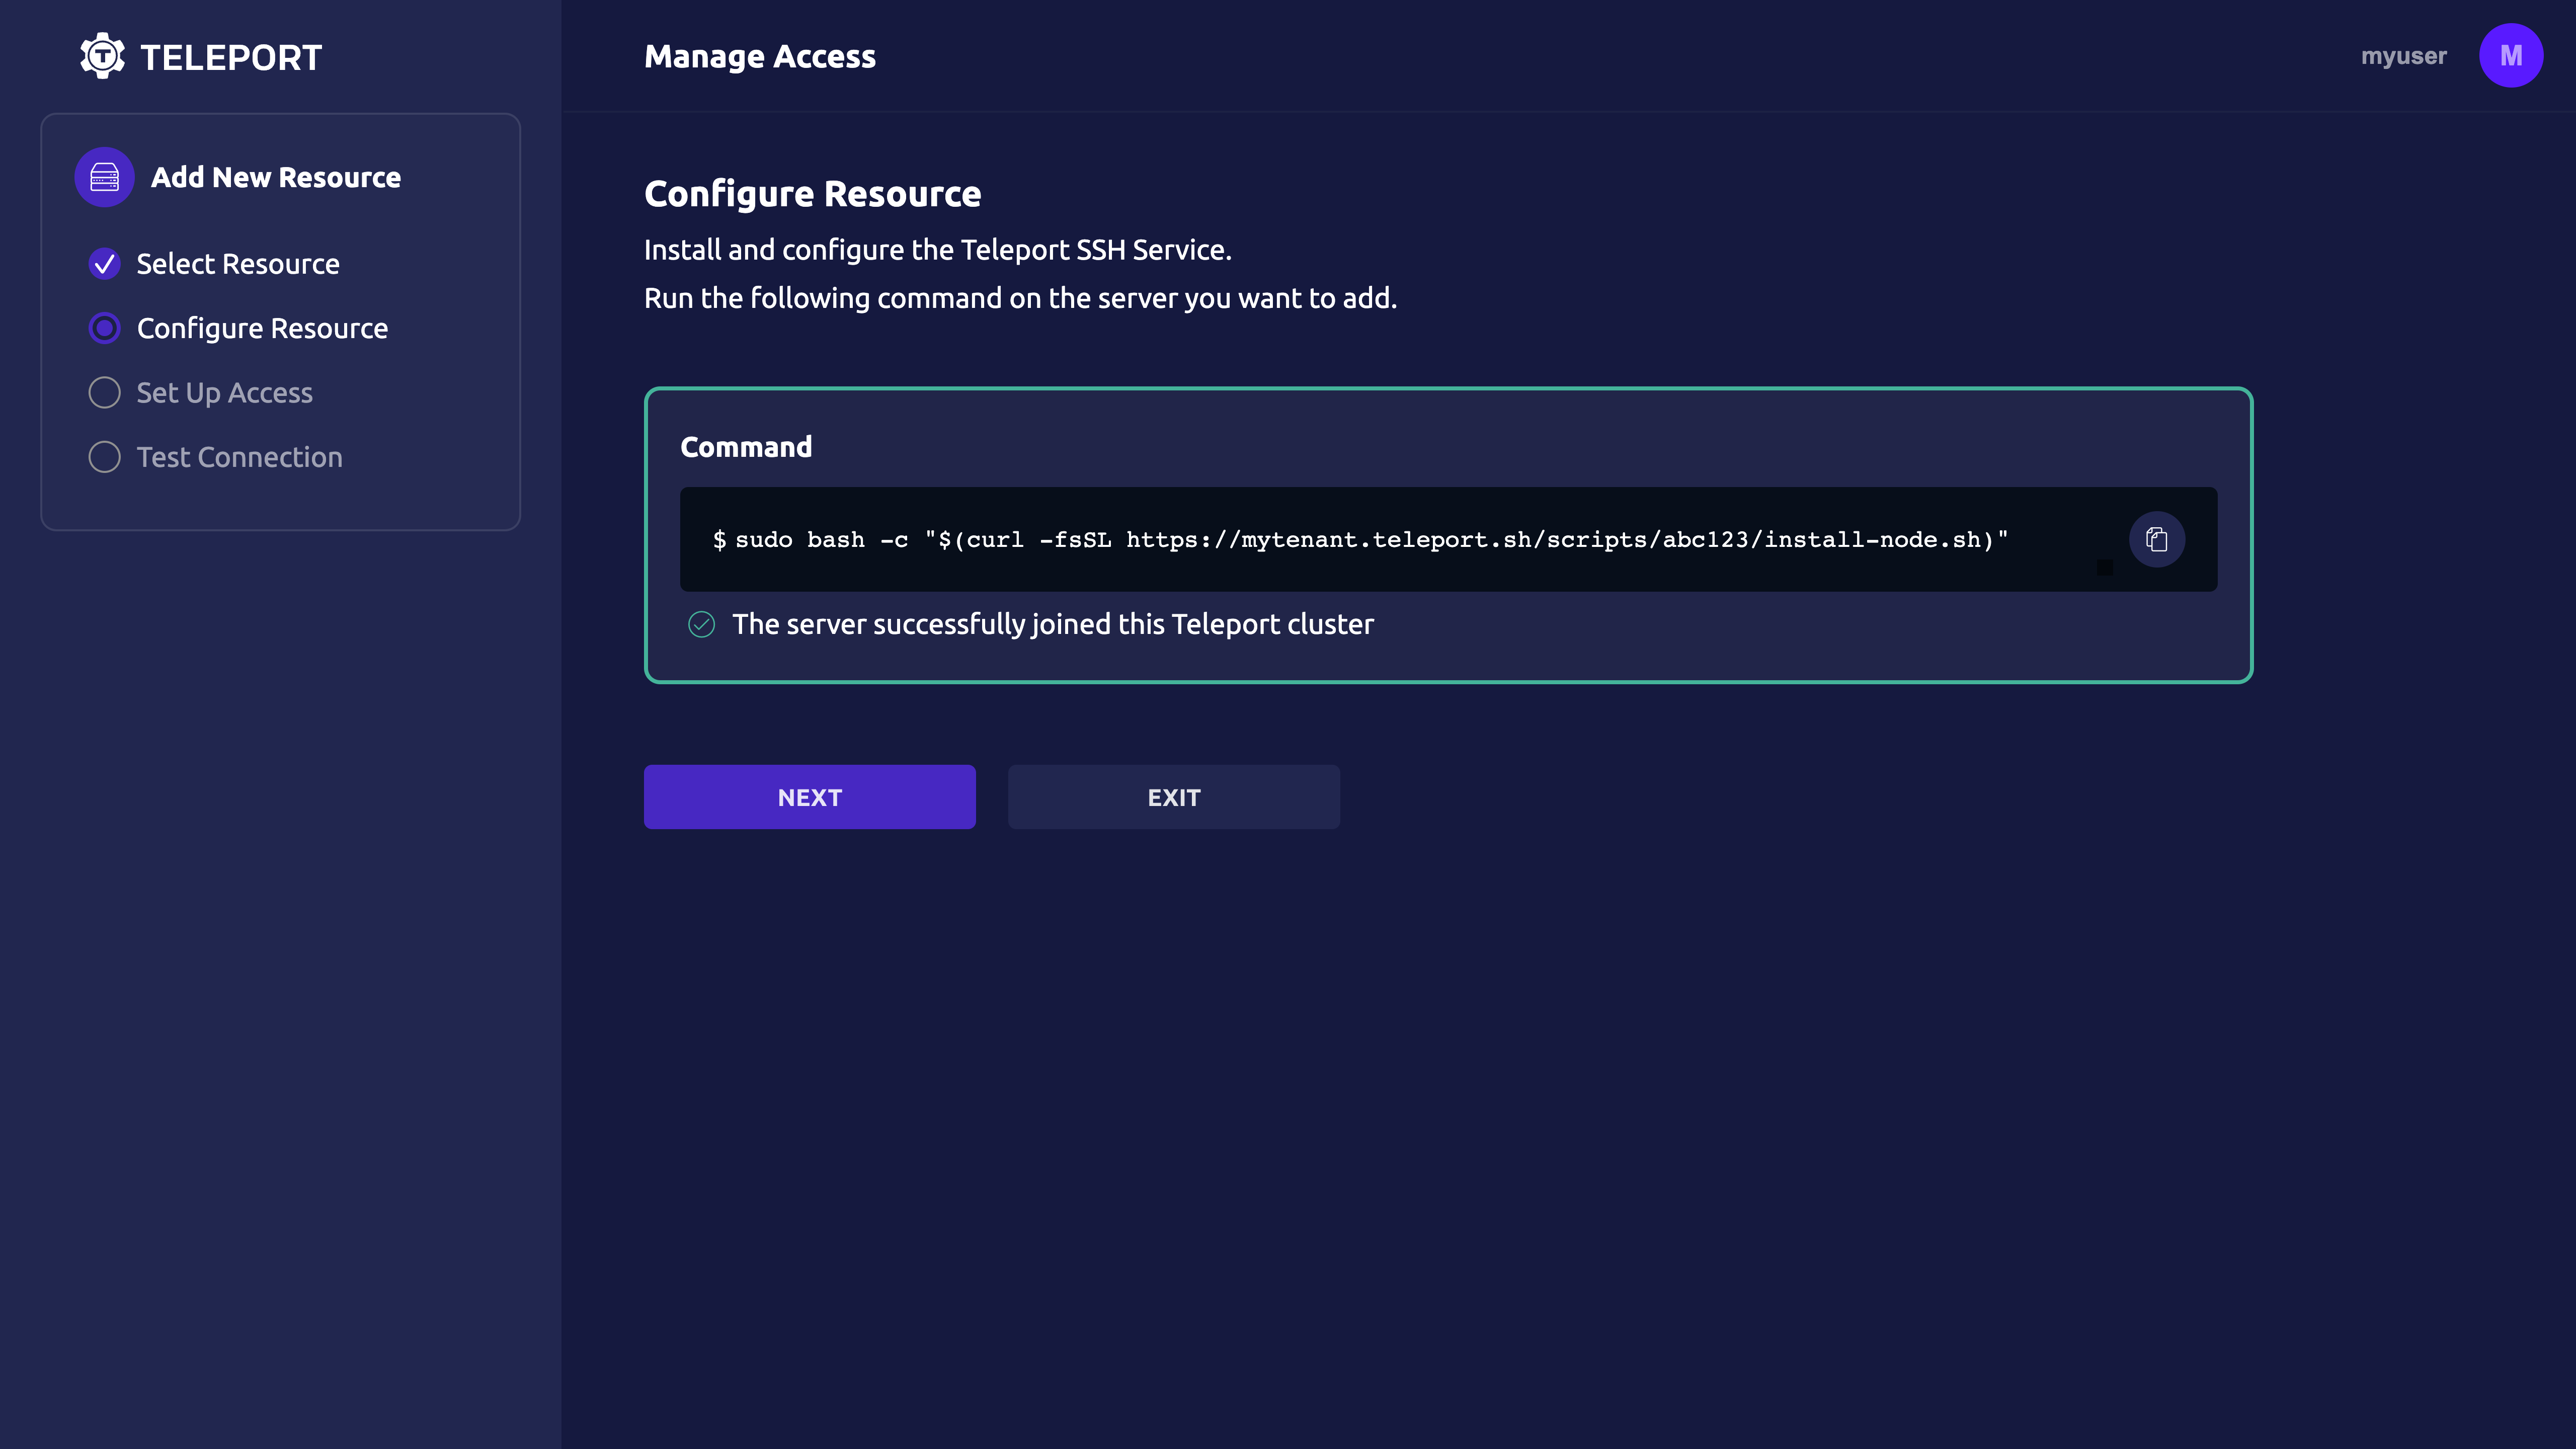 TELEPORT
Add New Resource
Select Resource
Configure Resource
Set Up Access
Test Connection
Manage Access
myuser
M
Configure Resource
Install and configure the Teleport SSH Service.
Run the following command on the server you want to add.
Command
$ sudo bash -c "$(curl -fsSL https://mytenant.teleport.sh/scripts/abc123/install-node.sh)"
The server successfully joined this Teleport cluster
NEXT
EXIT